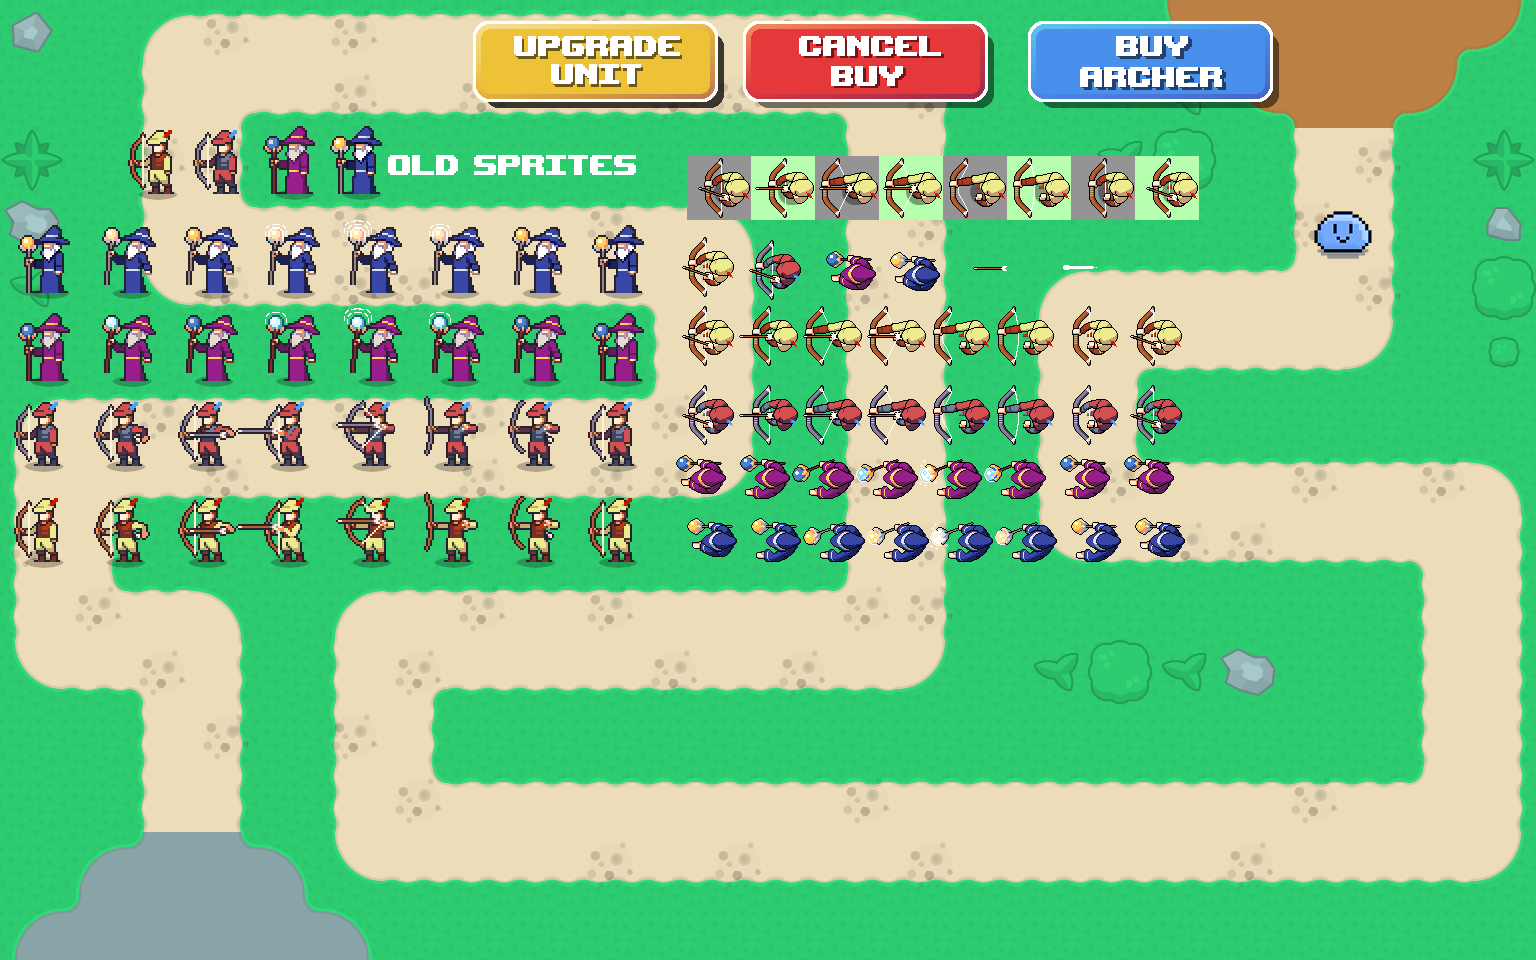 UPGRADE
UNIT
CANCEL
BUY
BUY
ARCHER
OLD SPRITES